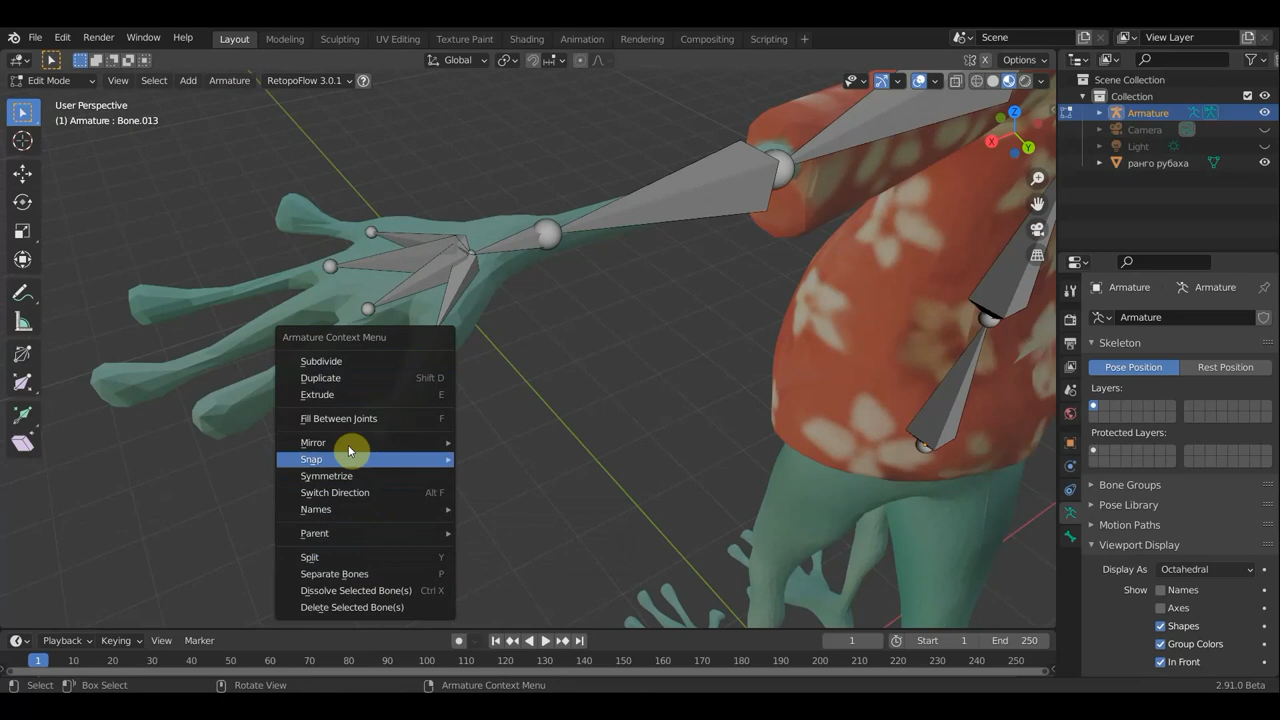 File Edit Render Window Help Layout Modeling Sculpting UV Editing Texture Paint Shading Animation Rendering Compositing Scripting + Scene View Layer
Global Options
Edit Mode View Select Add Armature RetopoFlow 3.0.1
User Perspective
(1) Armature : Bone.013
Scene Collection
Collection
Armature
Camera
Light
ранго рубаха
Z
X
Y
Armature Armature
Armature
Skeleton
Pose Position Rest Position
Layers:
Protected Layers:
Bone Groups
Pose Library
Motion Paths
Viewport Display
Display As Octahedral
Show Names
Axes
Shapes
Group Colors
In Front
Armature Context Menu
Subdivide
Duplicate Shift D
Extrude E
Fill Between Joints F
Mirror
Snap
Symmetrize
Switch Direction Alt F
Names
Parent
Split Y
Separate Bones P
Dissolve Selected Bone(s) Ctrl X
Delete Selected Bone(s)
Playback Keying View Marker 1 Start 1 End 250
1 10 20 30 40 50 60 70 80 90 100 110 120 130 140 150 160 170 180 190 200 210 220 230 240 250
Select Box Select Rotate View Armature Context Menu 2.91.0 Beta